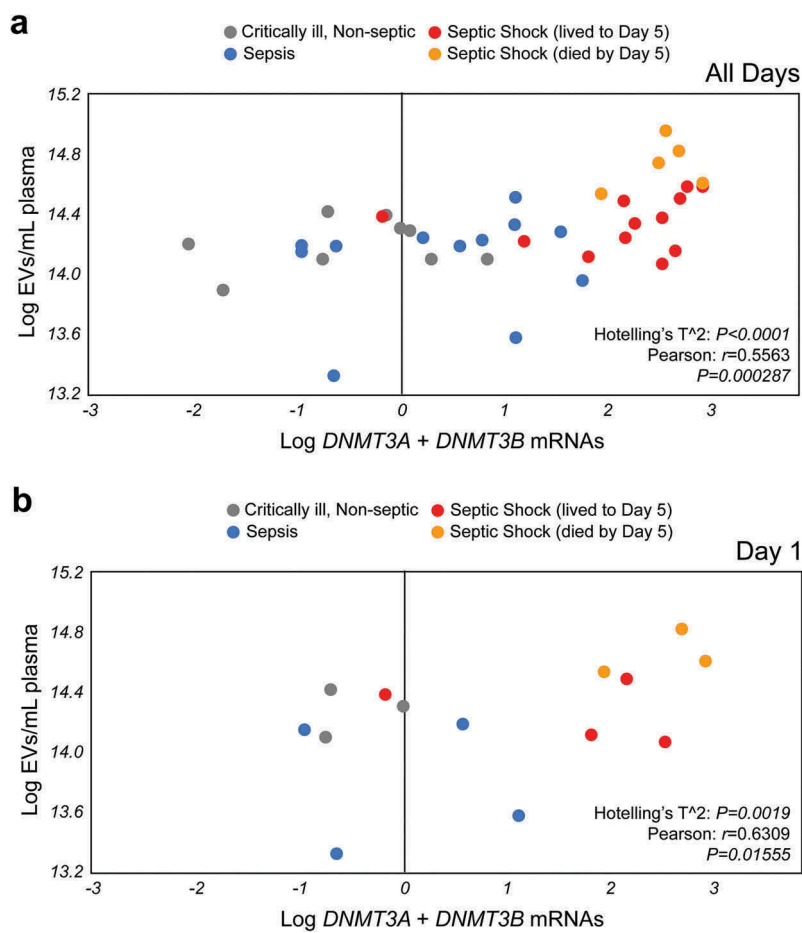 a
Critically ill, Non-septic
Septic Shock (lived to Day 5)
Sepsis
Septic Shock (died by Day 5)
All Days
15.2
14.8
14.4
14.0
13.6
13.2
Log EVs/mL plasma
Hotelling's T^2: P<0.0001
Pearson: r=0.5563
P=0.000287
-3 -2 -1 0 1 2 3
Log DNMT3A + DNMT3B mRNAs
b
Critically ill, Non-septic
Septic Shock (lived to Day 5)
Sepsis
Septic Shock (died by Day 5)
Day 1
15.2
14.8
14.4
14.0
13.6
13.2
Log EVs/mL plasma
Hotelling's T^2: P=0.0019
Pearson: r=0.6309
P=0.01555
-3 -2 -1 0 1 2 3
Log DNMT3A + DNMT3B mRNAs